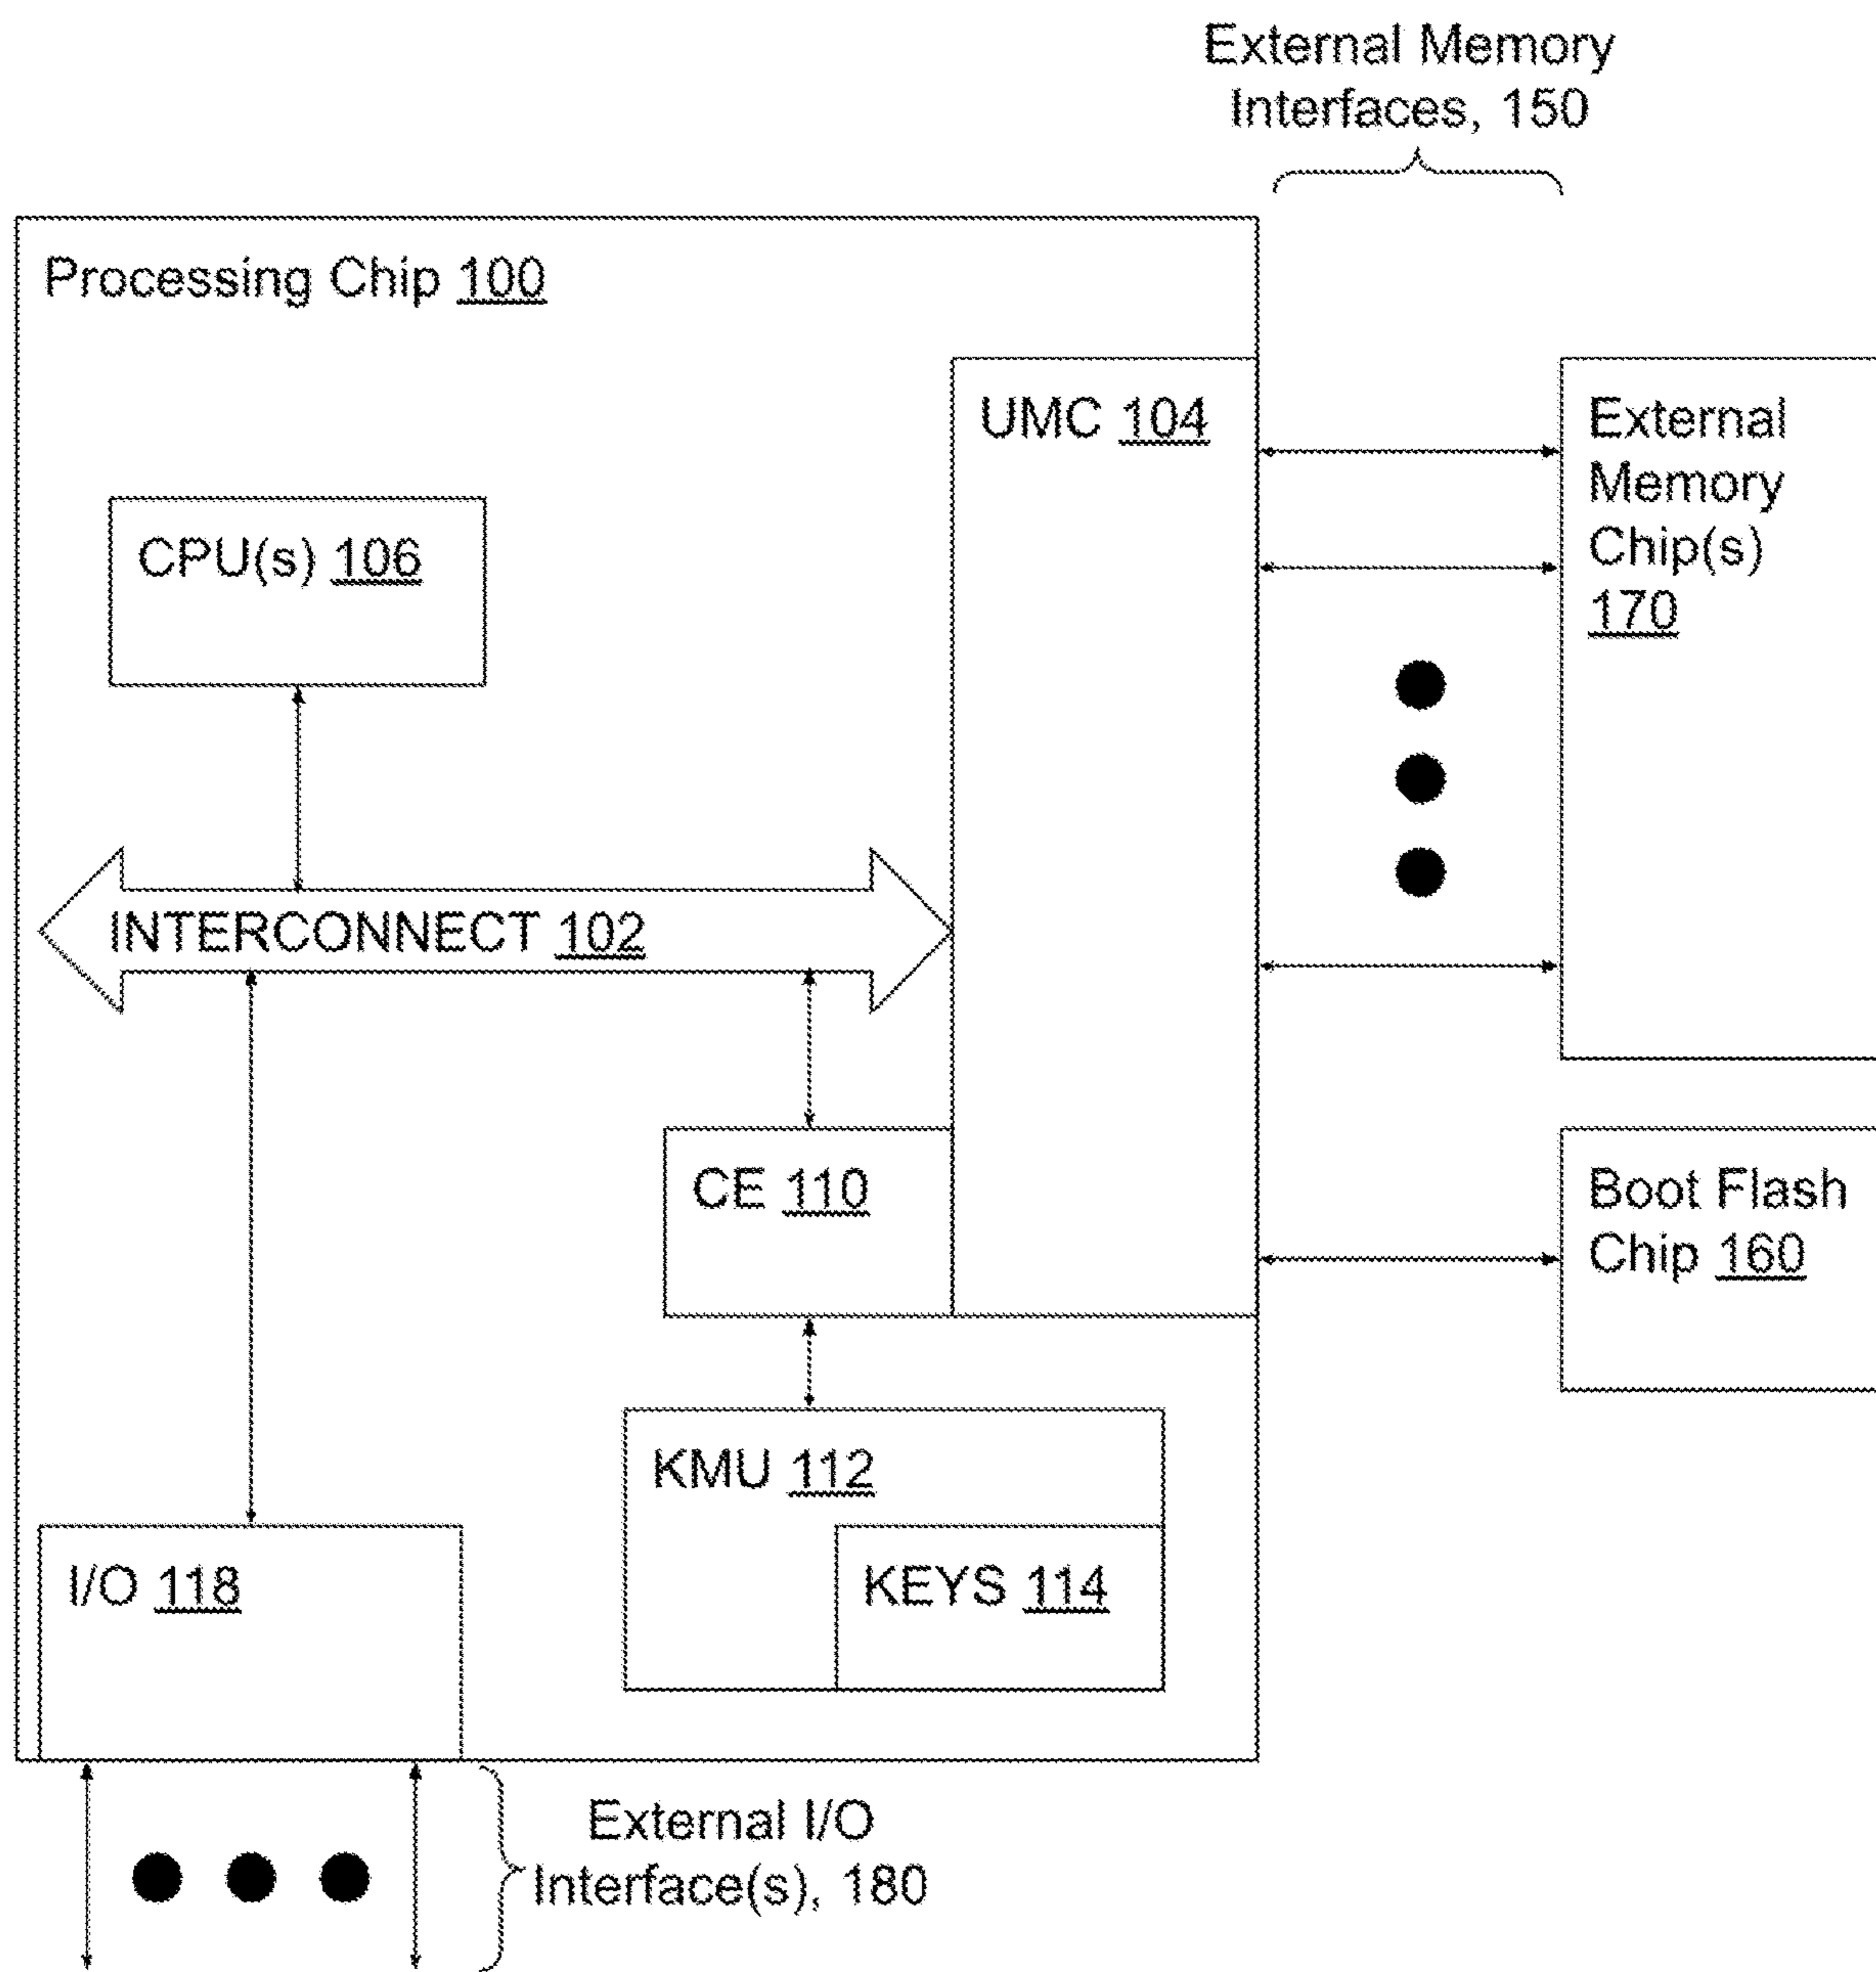 External Memory
Interfaces, 150
Processing Chip 100
UMC 104
External
Memory
Chip(s)
170
CPU(s) 106
INTERCONNECT 102
CE 110
Boot Flash
Chip 160
KMU 112
I/O 118
KEYS 114
External I/O
Interface(s), 180